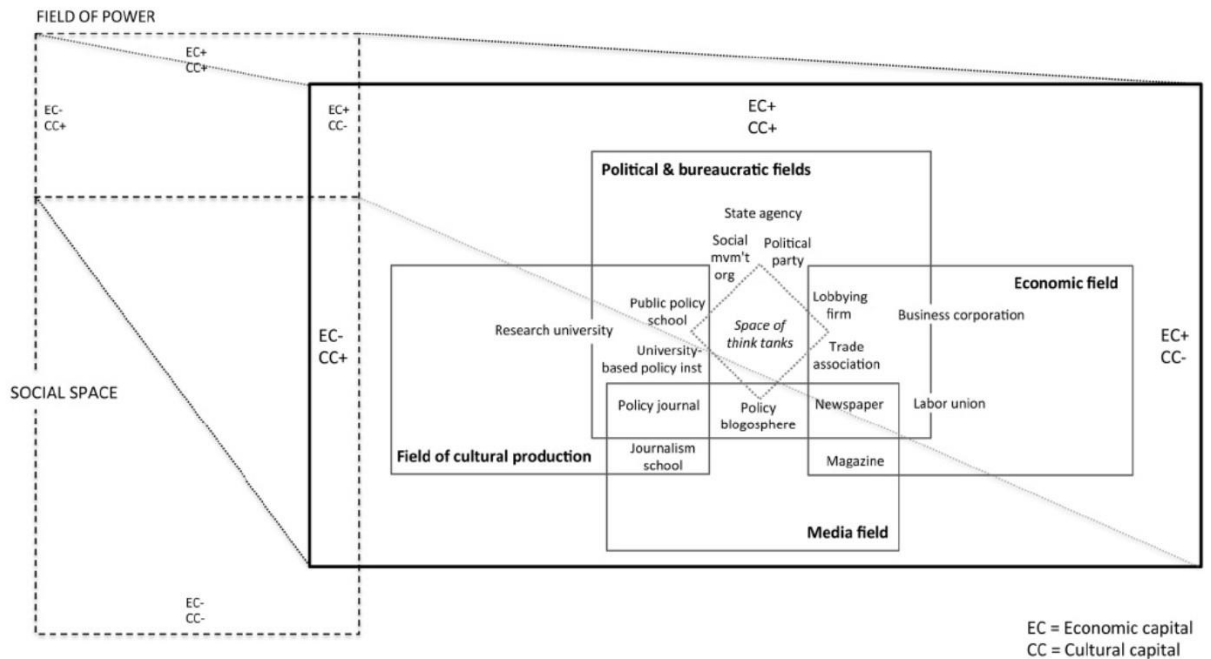 FIELD OF POWER
EC+
CC+
EC-
CC+
EC+
CC-
EC+
CC+
Political & bureaucratic fields
State agency
Social
mvm't
org
Political
party
Economic field
Public policy
school
Lobbying
firm
Research university
Space of
think tanks
Business corporation
EC-
CC+
University-
based policy inst
Trade
association
EC+
CC-
SOCIAL SPACE
Policy journal
Policy
blogosphere
Newspaper
Labor union
Field of cultural production
Journalism
school
Magazine
Media field
EC-
CC-
EC = Economic capital
CC = Cultural capital